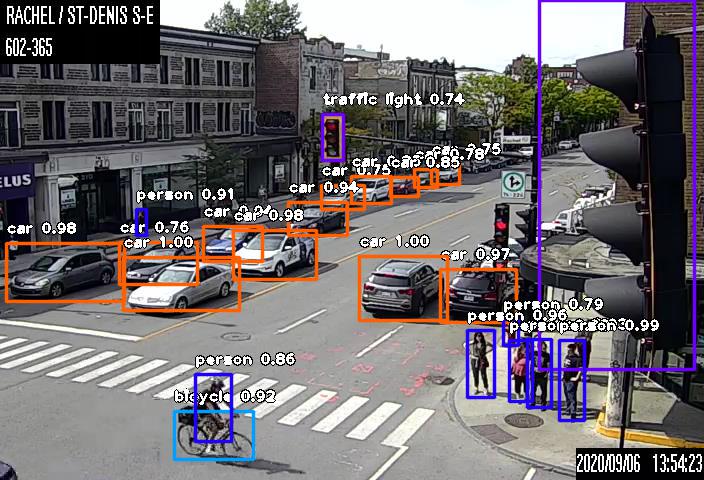 RACHEL / ST-DENIS S-E
602-365
traffic light 0.74
car 0.75
car 0.85
person 0.91
car 0.94
car 0.98
car 0.76
car 0.98
car 1.00
car 1.00
car 0.97
person 0.79
person 0.96
person 0.99
person 0.86
bicycle 0.92
ELUS
2020/09/06 13:54:23